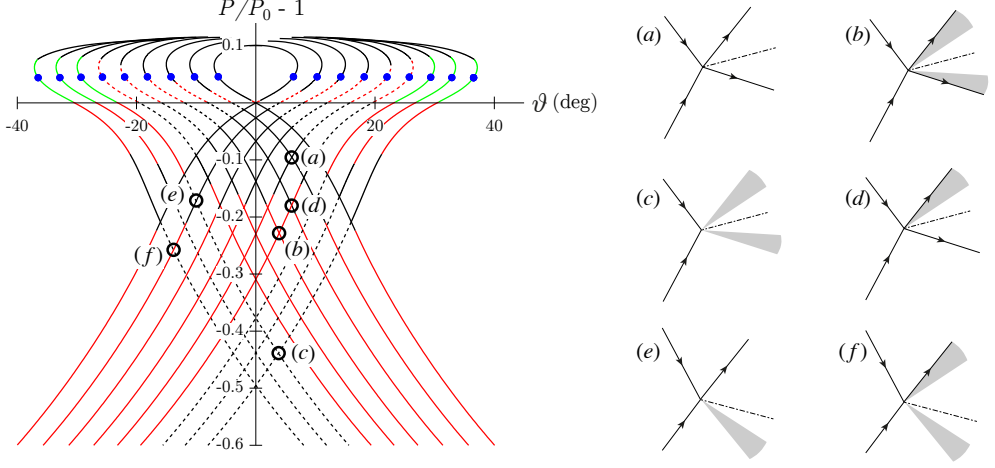 P/P0 - 1
0.1
ϑ (deg)
-40
-20
20
40
-0.1
(a)
(e)
-0.2
(d)
(f)
(b)
-0.3
-0.4
(c)
-0.5
-0.6
(a)
(b)
(c)
(d)
(e)
(f)